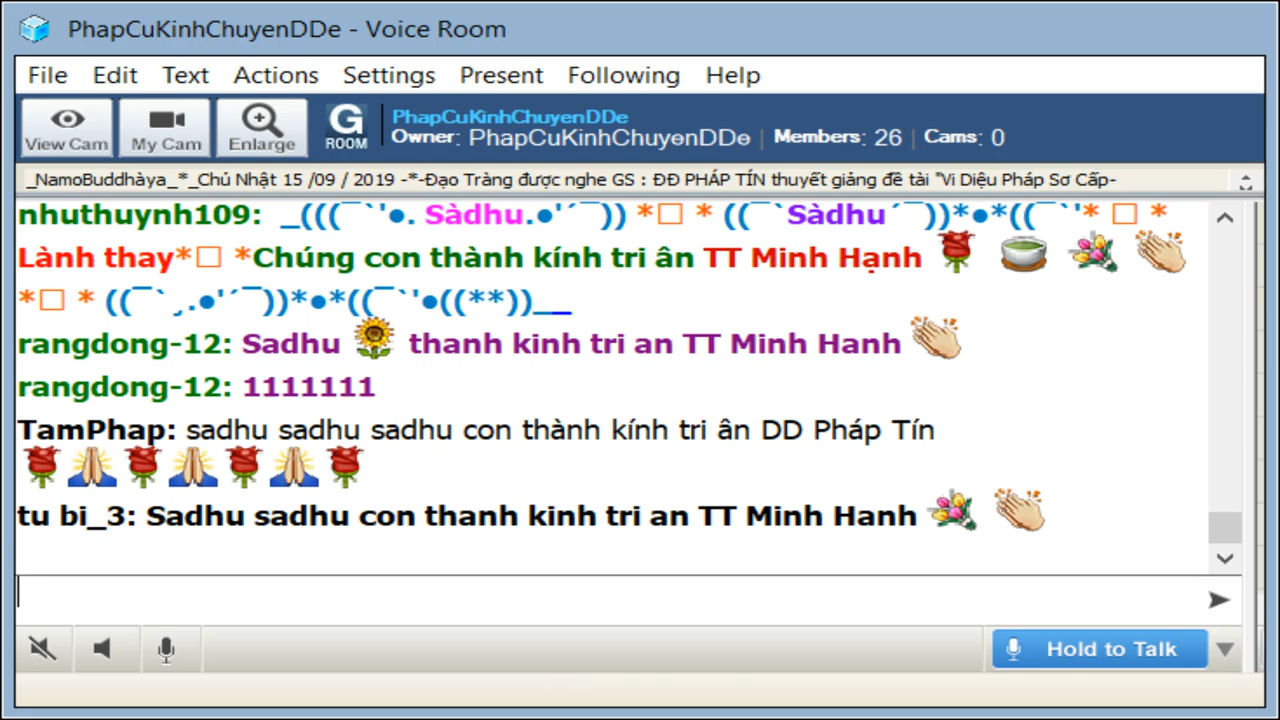 PhapCuKinhChuyenDDe - Voice Room
File Edit Text Actions Settings Present Following Help
View Cam My Cam Enlarge G ROOM
PhapCuKinhChuyenDDe
Owner: PhapCuKinhChuyenDDe | Members: 26 | Cams: 0
_NamoBuddhàya_*_Chủ Nhật 15 /09 / 2019 -*-Đạo Tràng được nghe GS : ĐĐ PHÁP TÍN thuyết giảng đề tài "Vi Diệu Pháp Sơ Cấp-
nhuthuynh109: _(((¯`'●. Sàdhu.●'´¯)) *□ * ((¯`Sàdhu´¯))*●*((¯`'* □ *
Lành thay*□ *Chúng con thành kính tri ân TT Minh Hạnh 🌹 🍵 💐 👏
*□ * ((¯`¸.●'´¯))*●*((¯`'●((**))__
rangdong-12: Sadhu 🌻 thanh kinh tri an TT Minh Hanh 👏
rangdong-12: 1111111
TamPhap: sadhu sadhu sadhu con thành kính tri ân DD Pháp Tín
🌹🙏🌹🙏🌹🙏🌹
tu bi_3: Sadhu sadhu con thanh kinh tri an TT Minh Hanh 💐 👏
Hold to Talk